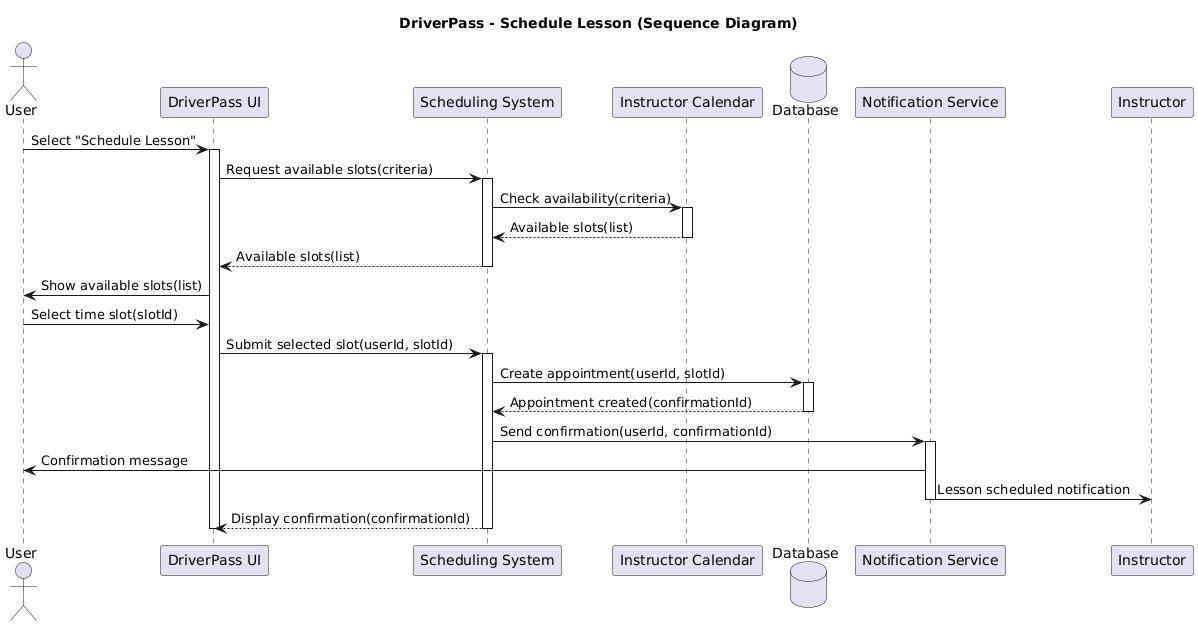 DriverPass - Schedule Lesson (Sequence Diagram)
User
DriverPass UI
Scheduling System
Instructor Calendar
Database
Notification Service
Instructor
Select "Schedule Lesson"
Request available slots(criteria)
Check availability(criteria)
Available slots(list)
Available slots(list)
Show available slots(list)
Select time slot(slotId)
Submit selected slot(userId, slotId)
Create appointment(userId, slotId)
Appointment created(confirmationId)
Send confirmation(userId, confirmationId)
Confirmation message
Lesson scheduled notification
Display confirmation(confirmationId)
User
DriverPass UI
Scheduling System
Instructor Calendar
Database
Notification Service
Instructor